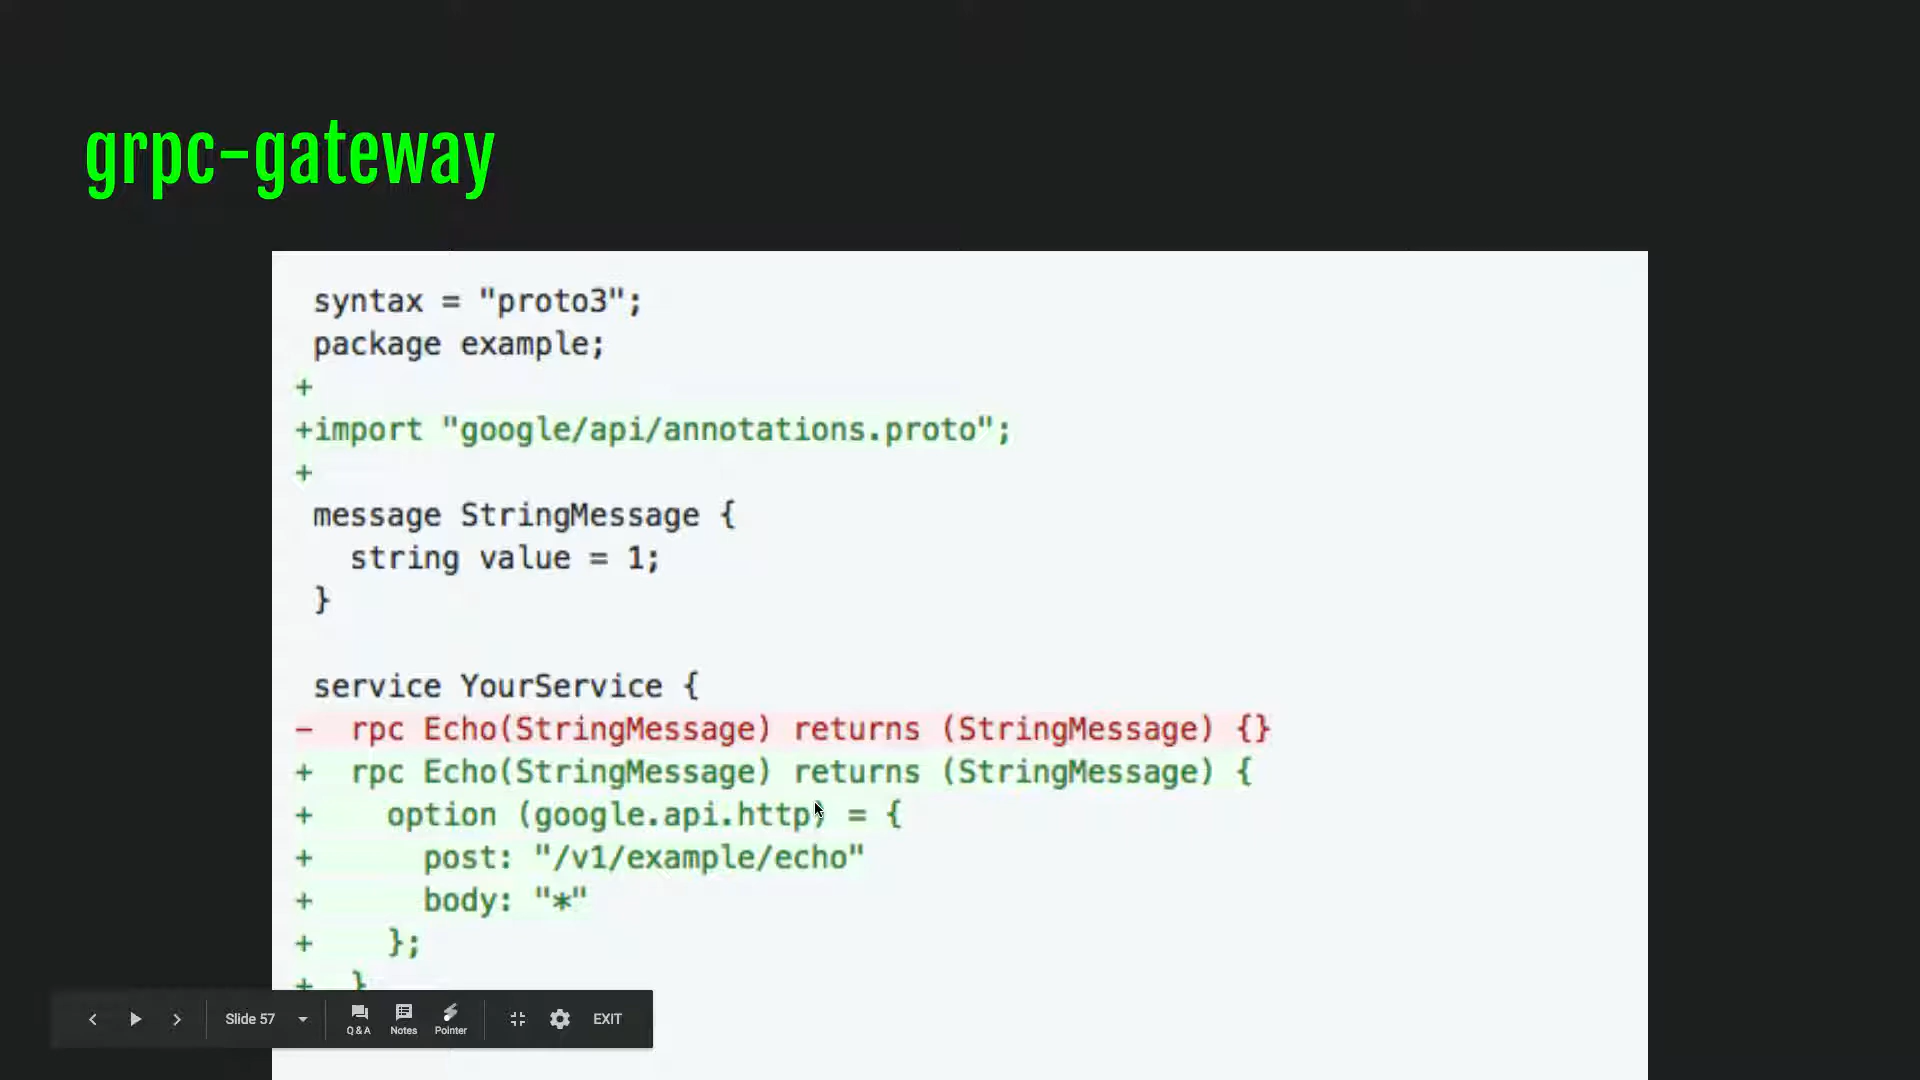 grpc-gateway
syntax = "proto3";
package example;
+
+import "google/api/annotations.proto";
+
message StringMessage {
string value = 1;
}
service YourService {
-  rpc Echo(StringMessage) returns (StringMessage) {}
+  rpc Echo(StringMessage) returns (StringMessage) {
+    option (google.api.http) = {
+      post: "/v1/example/echo"
+      body: "*"
+    };
+  }
Slide 57
Q&A Notes Pointer
EXIT